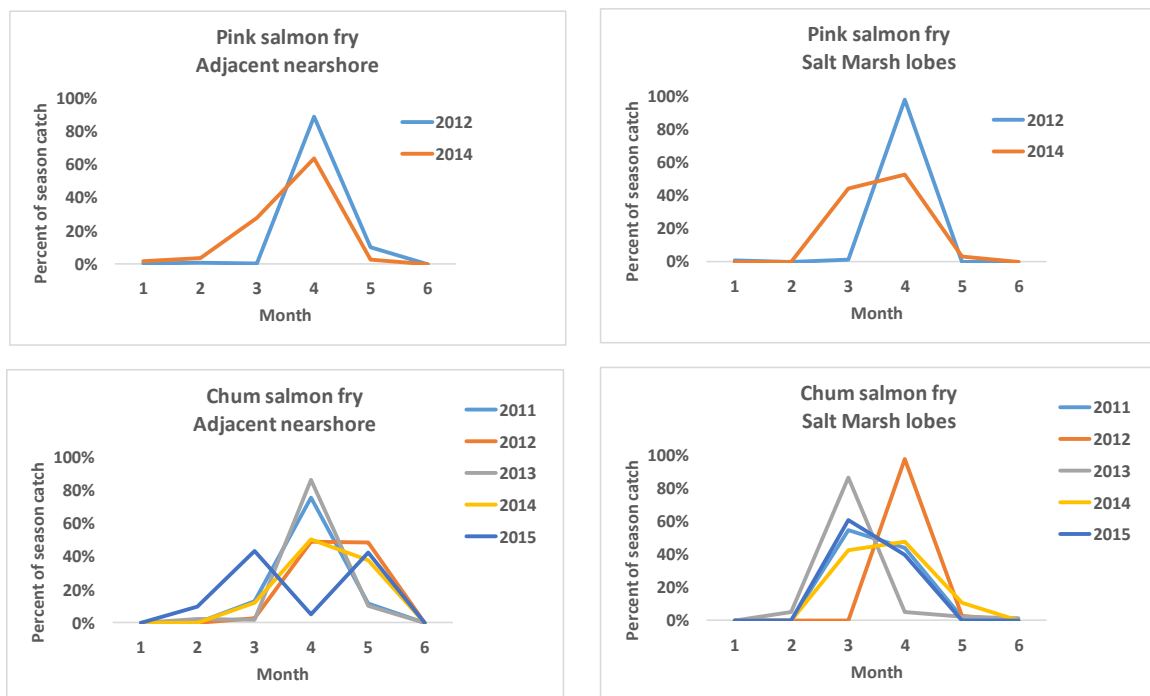 Pink salmon fry
Adjacent nearshore
Percent of season catch
100%
80%
60%
40%
20%
0%
2012
2014
1 2 3 4 5 6
Month
Pink salmon fry
Salt Marsh lobes
Percent of season catch
100%
80%
60%
40%
20%
0%
2012
2014
1 2 3 4 5 6
Month
Chum salmon fry
Adjacent nearshore
Percent of season catch
100%
80%
60%
40%
20%
0%
2011
2012
2013
2014
2015
1 2 3 4 5 6
Month
Chum salmon fry
Salt Marsh lobes
Percent of season catch
100%
80%
60%
40%
20%
0%
2011
2012
2013
2014
2015
1 2 3 4 5 6
Month